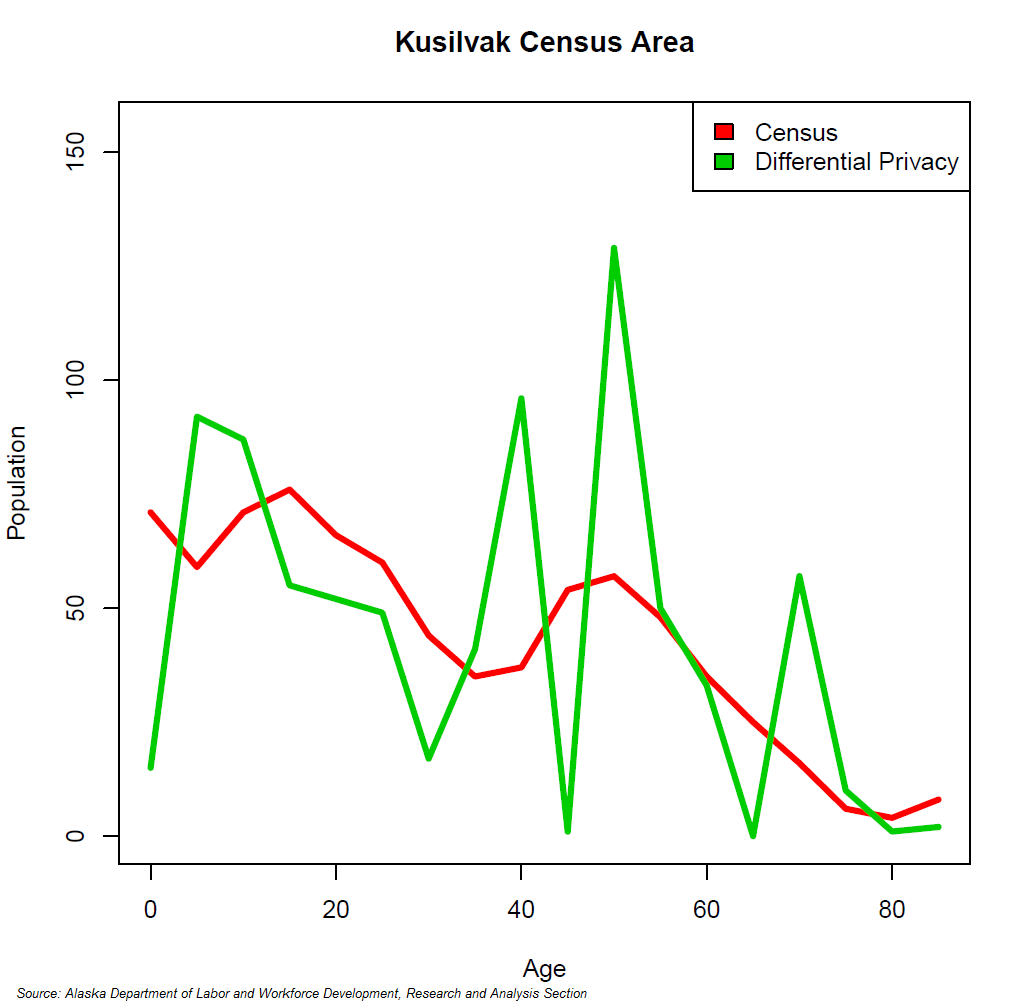 Kusilvak Census Area
Census
Differential Privacy
150
100
50
0
Population
0 20 40 60 80
Age
Source: Alaska Department of Labor and Workforce Development, Research and Analysis Section